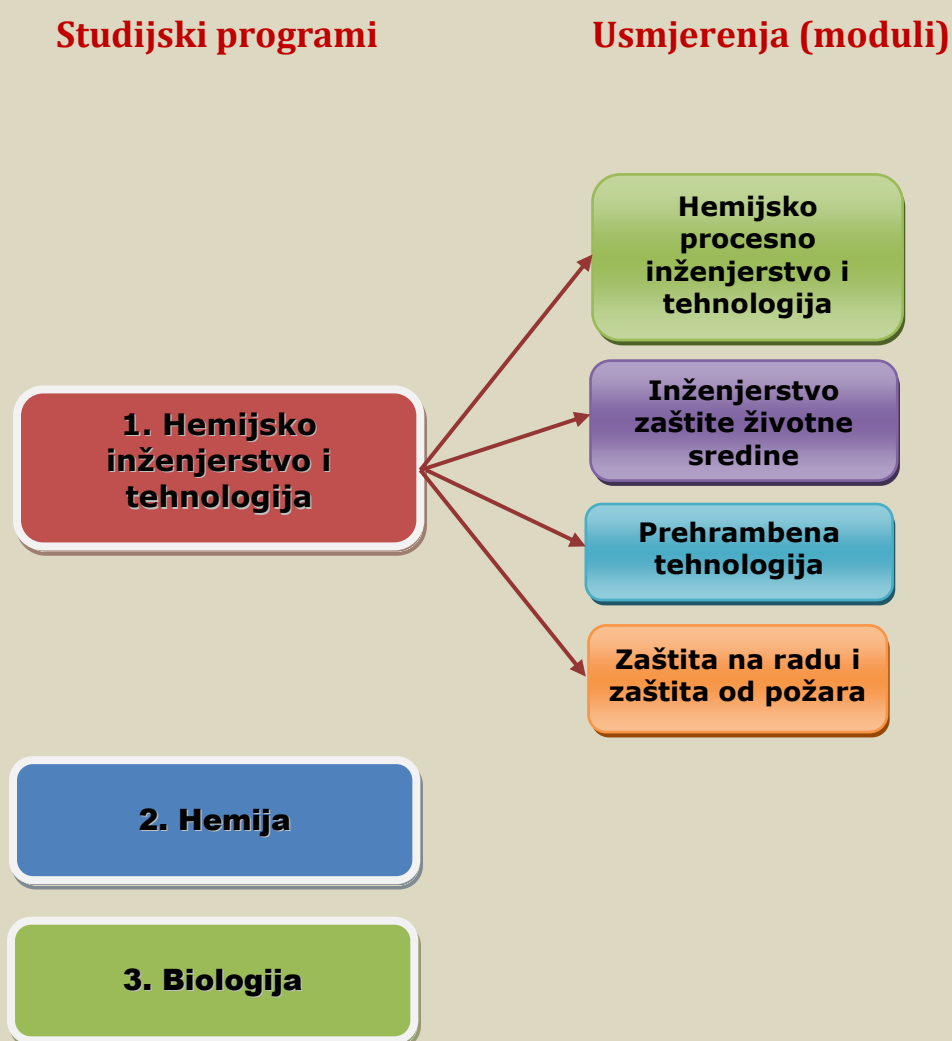 Studijski programi
Usmjerenja (moduli)
Hemijsko
procesno
inženjerstvo i
tehnologija
1. Hemijsko
inženjerstvo i
tehnologija
Inženjerstvo
zaštite životne
sredine
Prehrambena
tehnologija
Zaštita na radu i
zaštita od požara
2. Hemija
3. Biologija